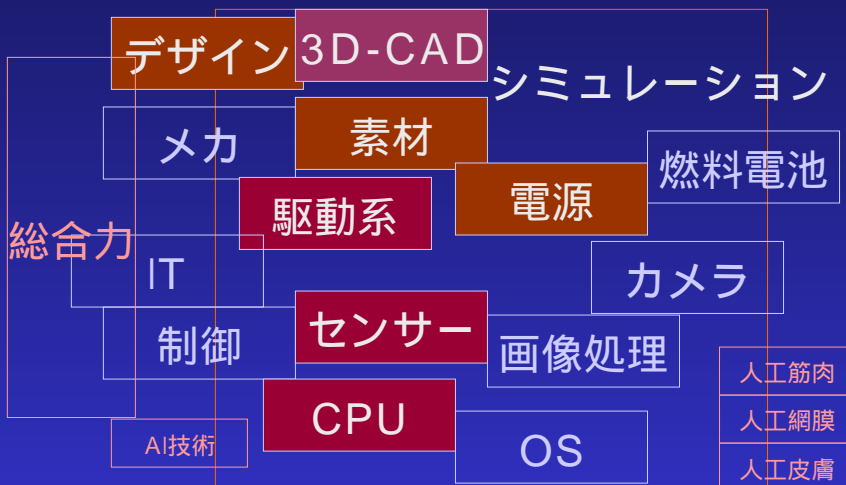 デザイン
3D-CAD
シミュレーション
メカ
素材
燃料電池
駆動系
電源
総合力
IT
カメラ
制御
センサー
画像処理
人工筋肉
CPU
人工網膜
AI技術
OS
人工皮膚